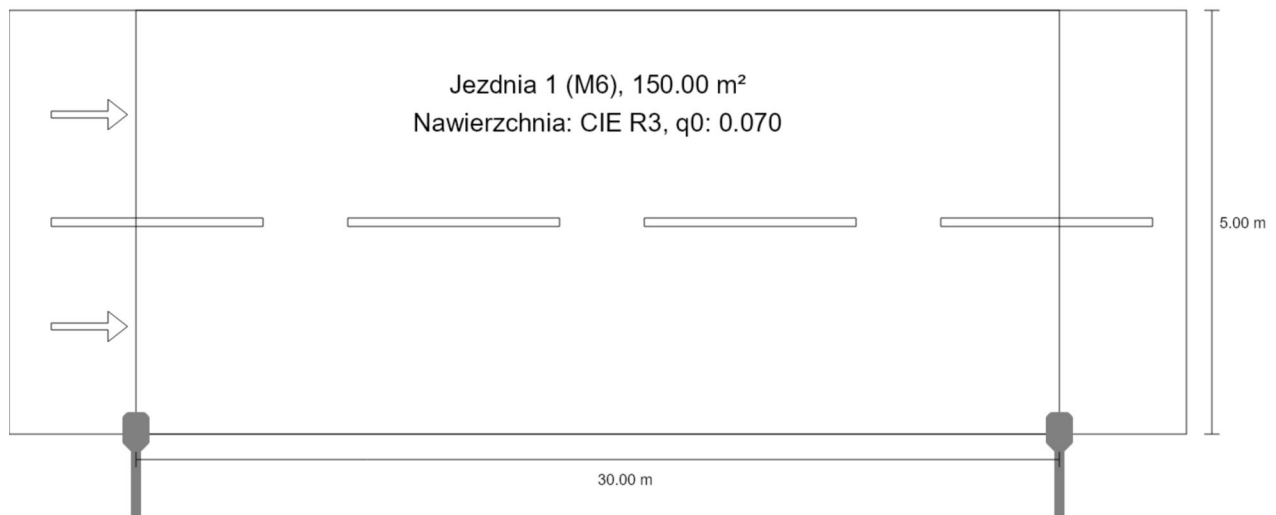 Jezdnia 1 (M6), 150.00 m²
Nawierzchnia: CIE R3, q0: 0.070
5.00 m
30.00 m